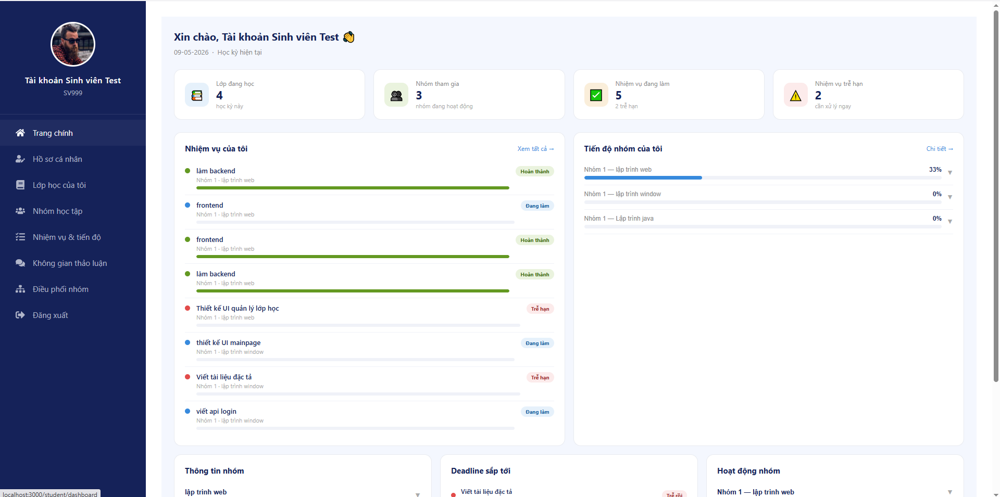 Tài khoản Sinh viên Test
SV999
Trang chính
Hồ sơ cá nhân
Lớp học của tôi
Nhóm học tập
Nhiệm vụ & tiến độ
Không gian thảo luận
Điều phối nhóm
Đăng xuất
localhost:3000/student/dashboard
Xin chào, Tài khoản Sinh viên Test 👋
09-05-2026 · Học kỳ hiện tại
Lớp đang học
4
học kỳ này
Nhóm tham gia
3
nhóm đang hoạt động
Nhiệm vụ đang làm
5
2 trễ hạn
Nhiệm vụ trễ hạn
2
cần xử lý ngay
Nhiệm vụ của tôi
Xem tất cả →
làm backend
Hoàn thành
Nhóm 1 · lập trình web
frontend
Đang làm
Nhóm 1 · lập trình web
frontend
Hoàn thành
Nhóm 1 · lập trình web
làm backend
Hoàn thành
Nhóm 1 · lập trình web
Thiết kế UI quản lý lớp học
Trễ hạn
Nhóm 1 · lập trình web
thiết kế UI mainpage
Đang làm
Nhóm 1 · lập trình window
Viết tài liệu đặc tả
Trễ hạn
Nhóm 1 · lập trình window
viết api login
Đang làm
Nhóm 1 · lập trình window
Tiến độ nhóm của tôi
Chi tiết →
Nhóm 1 — lập trình web
33%
Nhóm 1 — lập trình window
0%
Nhóm 1 — Lập trình java
0%
Thông tin nhóm
lập trình web
Deadline sắp tới
Viết tài liệu đặc tả
Trễ rồi
Hoạt động nhóm
Nhóm 1 — lập trình web